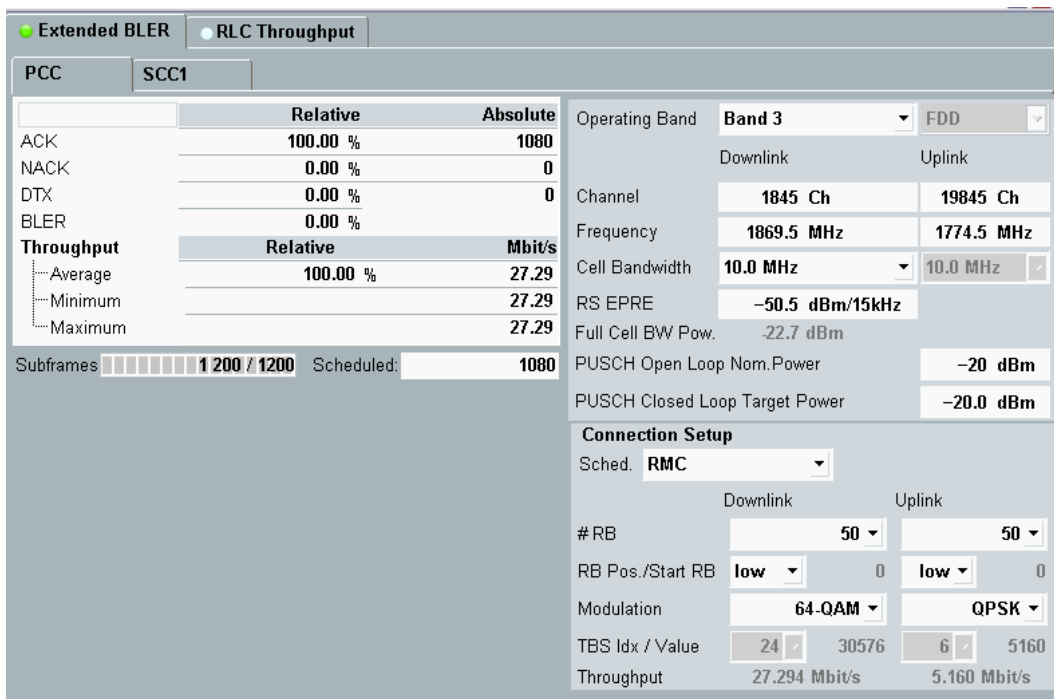 Extended BLER RLC Throughput
PCC SCC1
Relative Absolute
ACK 100.00 % 1080
NACK 0.00 % 0
DTX 0.00 % 0
BLER 0.00 %
Throughput Relative Mbit/s
Average 100.00 % 27.29
Minimum 27.29
Maximum 27.29
Subframes 1 200 / 1200 Scheduled: 1080
Operating Band Band 3 FDD
Downlink Uplink
Channel 1845 Ch 19845 Ch
Frequency 1869.5 MHz 1774.5 MHz
Cell Bandwidth 10.0 MHz 10.0 MHz
RS EPRE −50.5 dBm/15kHz
Full Cell BW Pow. -22.7 dBm
PUSCH Open Loop Nom.Power −20 dBm
PUSCH Closed Loop Target Power −20.0 dBm
Connection Setup
Sched. RMC
Downlink Uplink
# RB 50 50
RB Pos./Start RB low 0 low 0
Modulation 64-QAM QPSK
TBS Idx / Value 24 30576 6 5160
Throughput 27.294 Mbit/s 5.160 Mbit/s